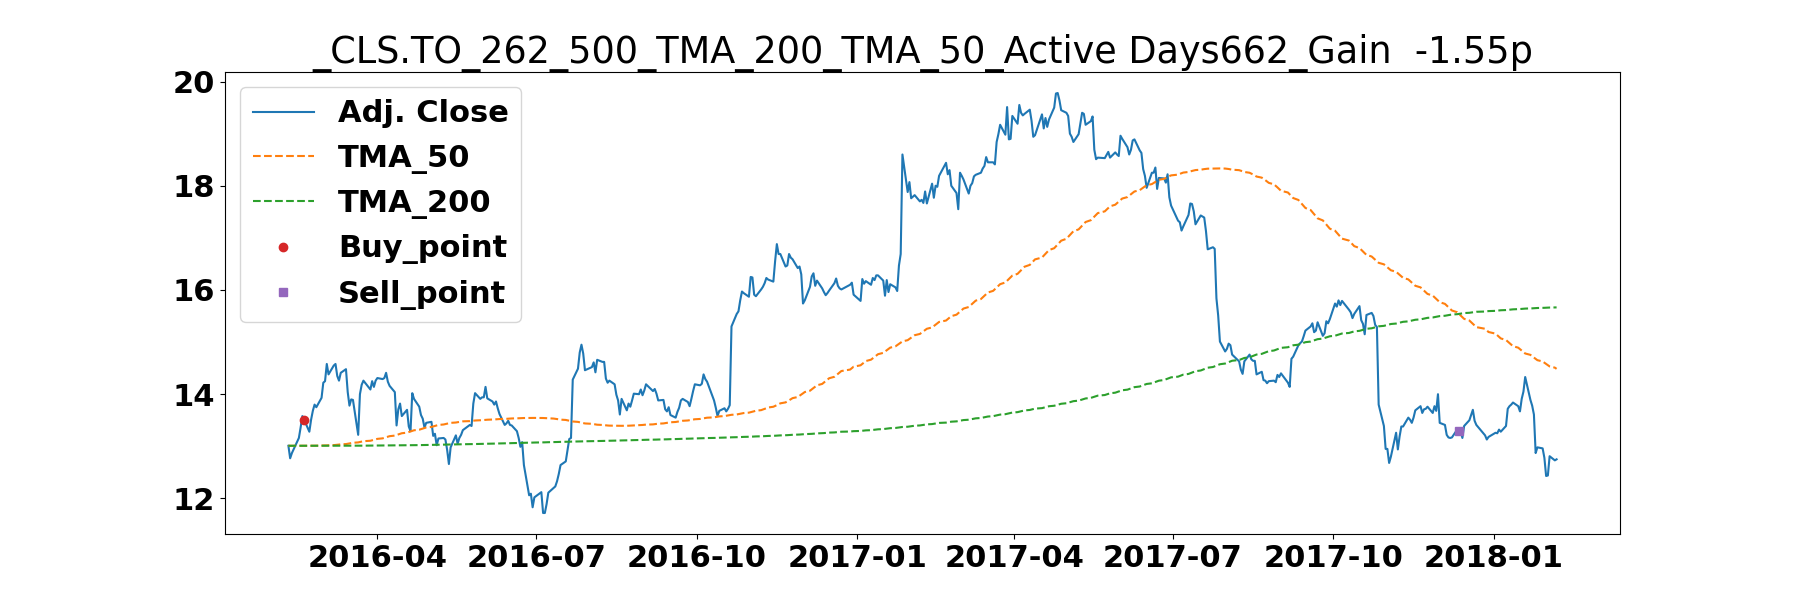 _CLS.TO_262_500_TMA_200_TMA_50_Active Days662_Gain  -1.55p
20
18
16
14
12
Adj. Close
TMA_50
TMA_200
Buy_point
Sell_point
2016-04 2016-07 2016-10 2017-01 2017-04 2017-07 2017-10 2018-01